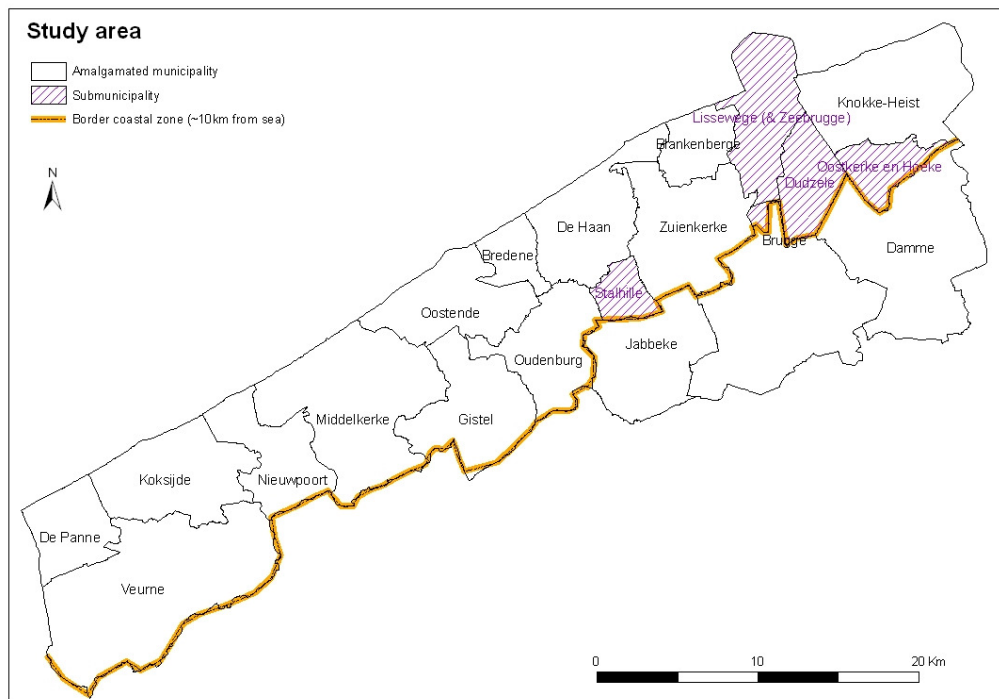 Study area
Amalgamated municipality
Submunicipality
Border coastal zone (~10km from sea)
N
Knokke-Heist
Lissewege (& Zeebrugge)
Blankenberge
Oostkerke en Hoeke
Dudzele
De Haan
Zuienkerke
Brugge
Damme
Bredene
Stalhille
Oostende
Jabbeke
Oudenburg
Middelkerke
Gistel
Koksijde
Nieuwpoort
De Panne
Veurne
0 10 20 Km